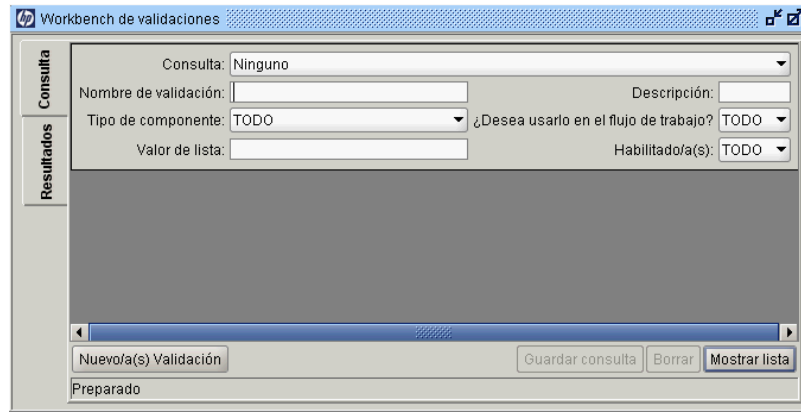 hp Workbench de validaciones
Consulta
Resultados
Consulta: Ninguno
Nombre de validación: Descripción:
Tipo de componente: TODO ¿Desea usarlo en el flujo de trabajo? TODO
Valor de lista: Habilitado/a(s): TODO
Nuevo/a(s) Validación Guardar consulta Borrar Mostrar lista
Preparado